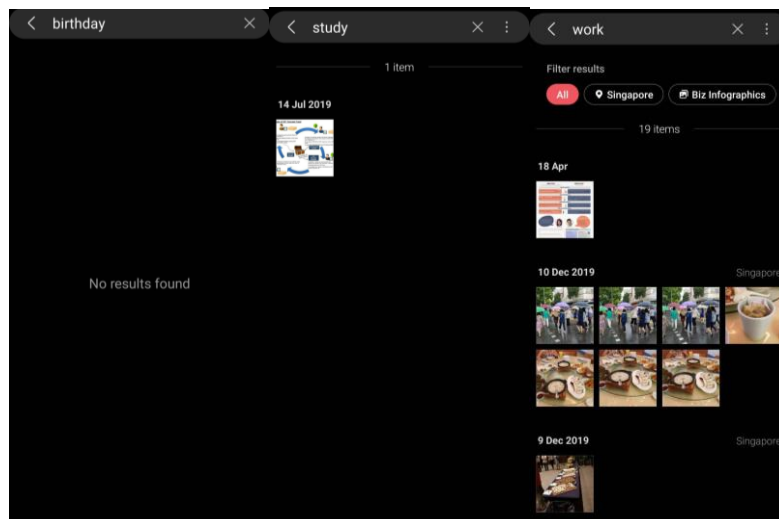 birthday
No results found
study
1 item
14 Jul 2019
work
Filter results
All
Singapore
Biz Infographics
19 items
18 Apr
10 Dec 2019
Singapore
9 Dec 2019
Singapore